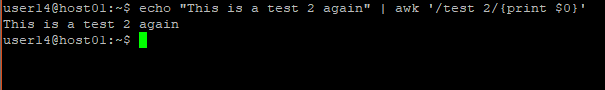 user14@host01:~$ echo "This is a test 2 again" | awk '/test 2/{print $0}'
This is a test 2 again
user14@host01:~$